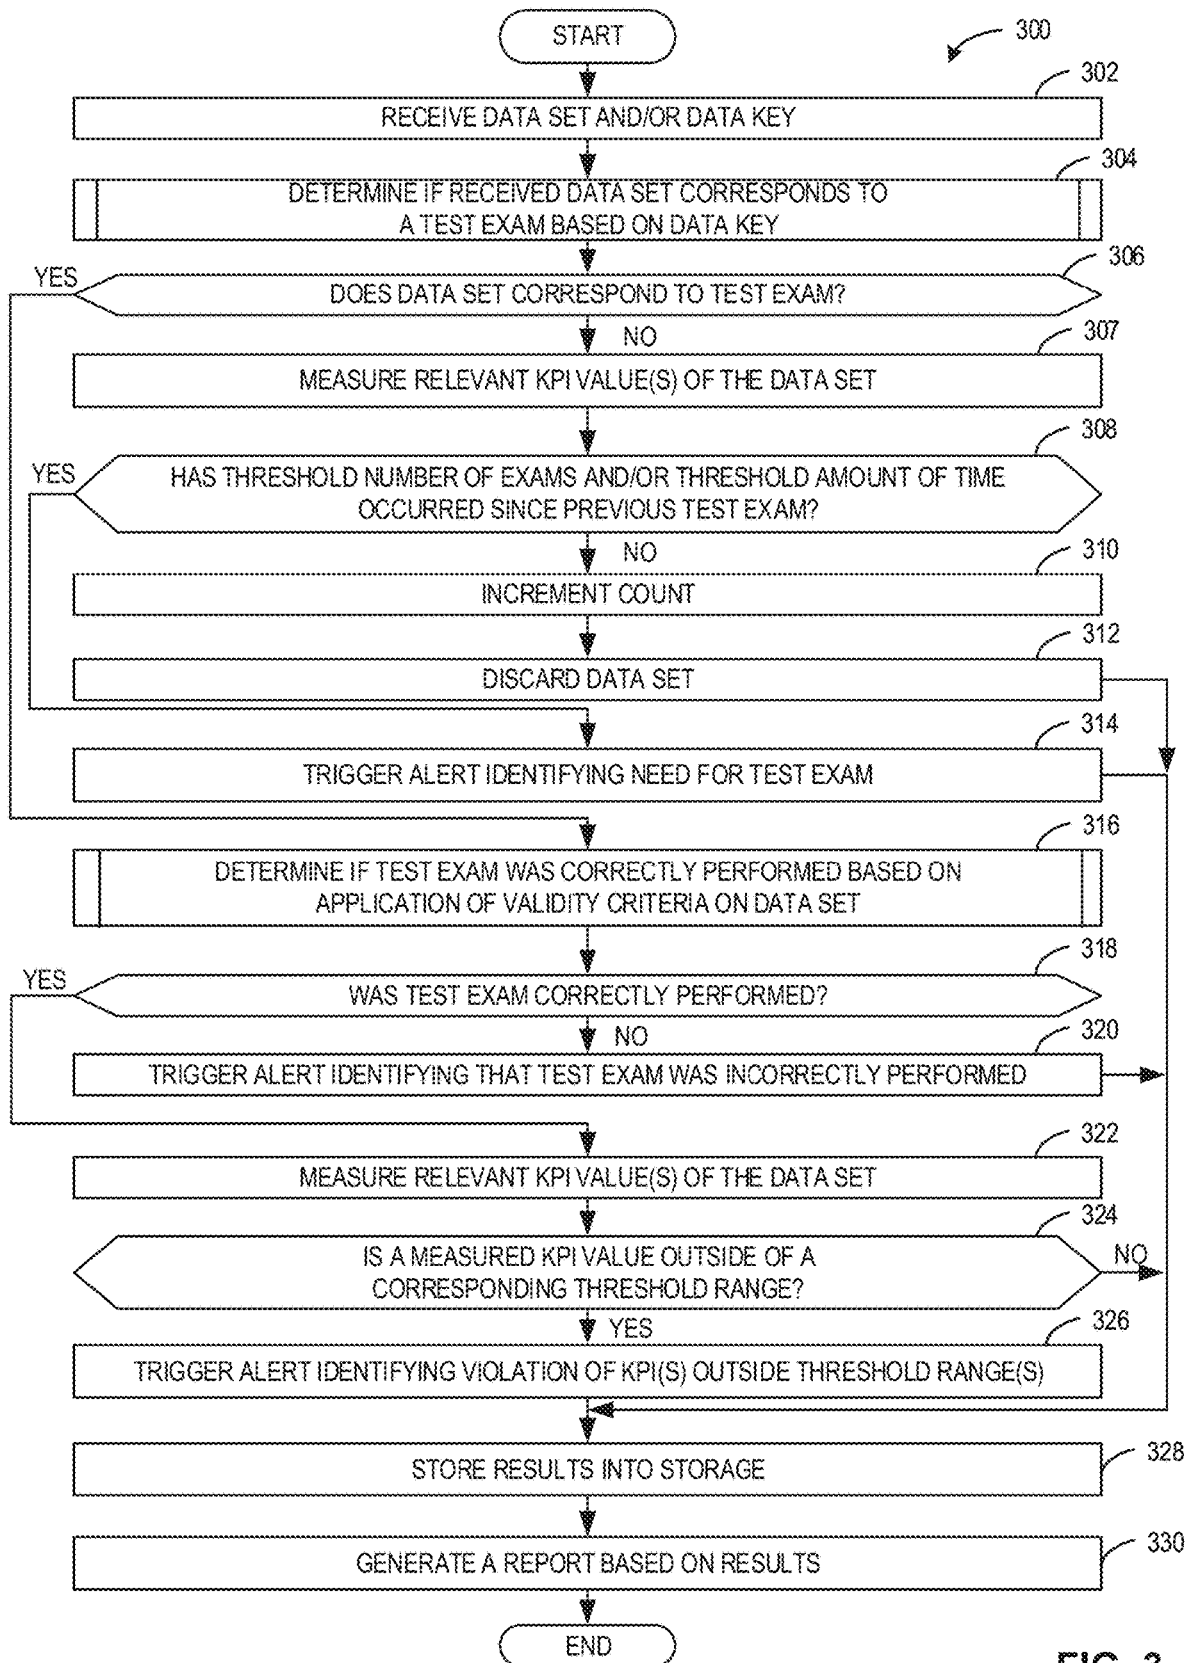 START
300
302
RECEIVE DATA SET AND/OR DATA KEY
304
DETERMINE IF RECEIVED DATA SET CORRESPONDS TO
A TEST EXAM BASED ON DATA KEY
306
YES
DOES DATA SET CORRESPOND TO TEST EXAM?
NO
307
MEASURE RELEVANT KPI VALUE(S) OF THE DATA SET
308
YES
HAS THRESHOLD NUMBER OF EXAMS AND/OR THRESHOLD AMOUNT OF TIME
OCCURRED SINCE PREVIOUS TEST EXAM?
NO
310
INCREMENT COUNT
312
DISCARD DATA SET
314
TRIGGER ALERT IDENTIFYING NEED FOR TEST EXAM
316
DETERMINE IF TEST EXAM WAS CORRECTLY PERFORMED BASED ON
APPLICATION OF VALIDITY CRITERIA ON DATA SET
318
YES
WAS TEST EXAM CORRECTLY PERFORMED?
NO
320
TRIGGER ALERT IDENTIFYING THAT TEST EXAM WAS INCORRECTLY PERFORMED
322
MEASURE RELEVANT KPI VALUE(S) OF THE DATA SET
324
IS A MEASURED KPI VALUE OUTSIDE OF A
CORRESPONDING THRESHOLD RANGE?
NO
YES
326
TRIGGER ALERT IDENTIFYING VIOLATION OF KPI(S) OUTSIDE THRESHOLD RANGE(S)
328
STORE RESULTS INTO STORAGE
330
GENERATE A REPORT BASED ON RESULTS
END
FIG. 3